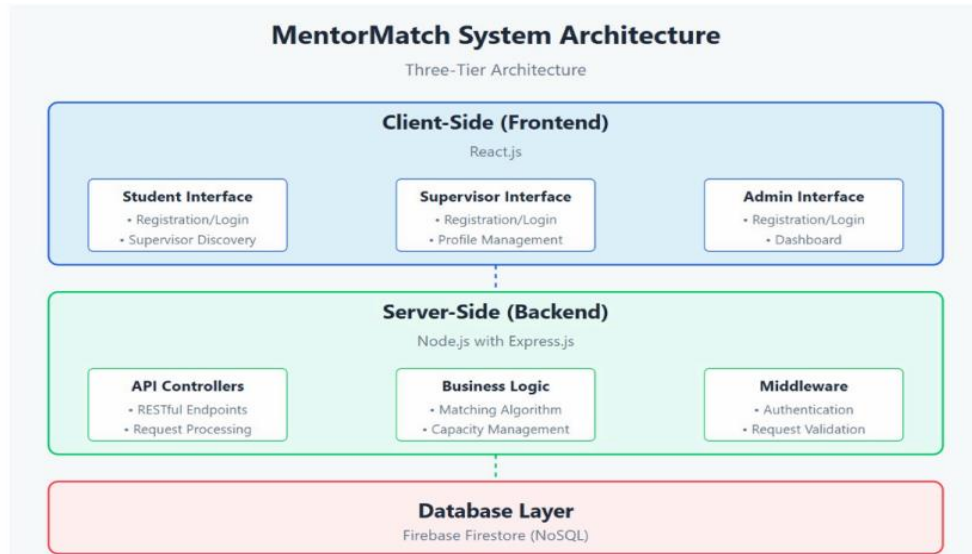 MentorMatch System Architecture
Three-Tier Architecture
Client-Side (Frontend)
React.js
Student Interface
• Registration/Login
• Supervisor Discovery
Supervisor Interface
• Registration/Login
• Profile Management
Admin Interface
• Registration/Login
• Dashboard
Server-Side (Backend)
Node.js with Express.js
API Controllers
• RESTful Endpoints
• Request Processing
Business Logic
• Matching Algorithm
• Capacity Management
Middleware
• Authentication
• Request Validation
Database Layer
Firebase Firestore (NoSQL)